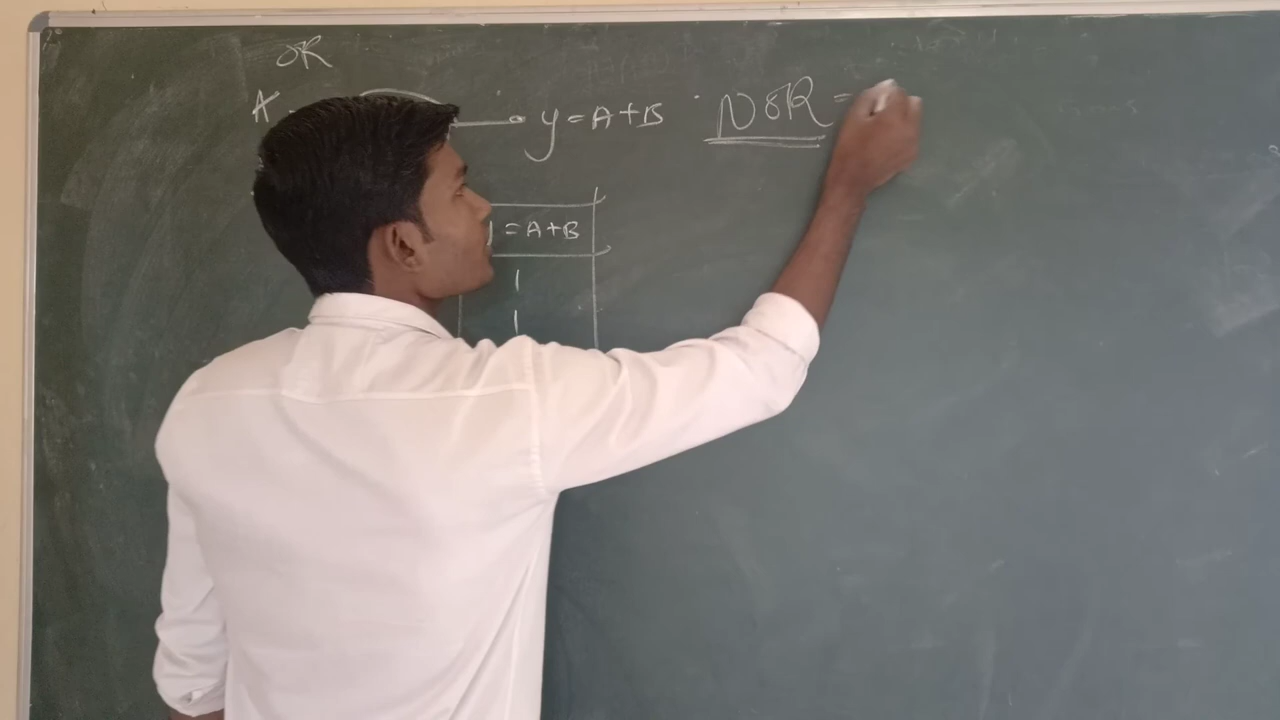 OR
A
y = A+B
NOR =
y = A+B
1
1